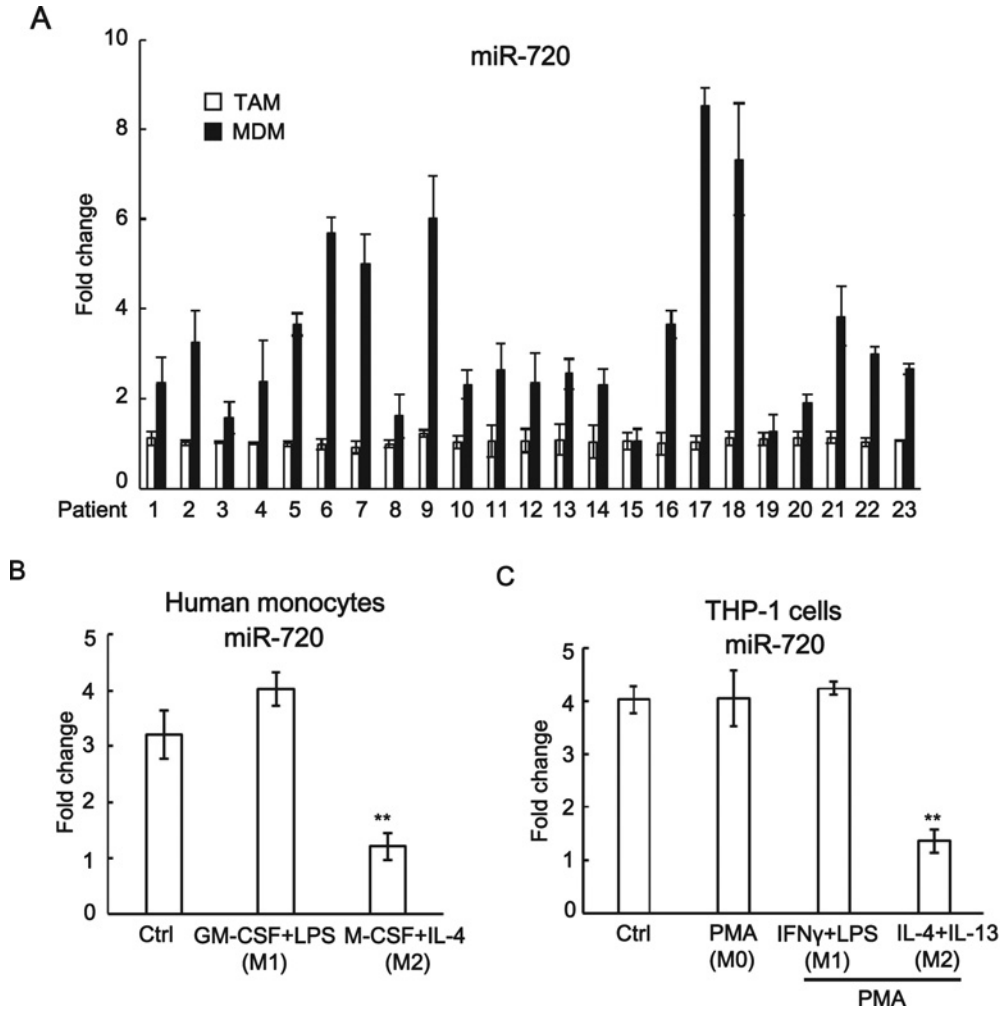 A
miR-720
10
8
6
4
2
0
Fold change
TAM
MDM
Patient 1 2 3 4 5 6 7 8 9 10 11 12 13 14 15 16 17 18 19 20 21 22 23
B
Human monocytes
miR-720
5
4
3
2
1
0
Fold change
**
Ctrl GM-CSF+LPS M-CSF+IL-4
(M1) (M2)
C
THP-1 cells
miR-720
5
4
3
2
1
0
Fold change
**
Ctrl PMA IFNγ+LPS IL-4+IL-13
(M0) (M1) (M2)
PMA